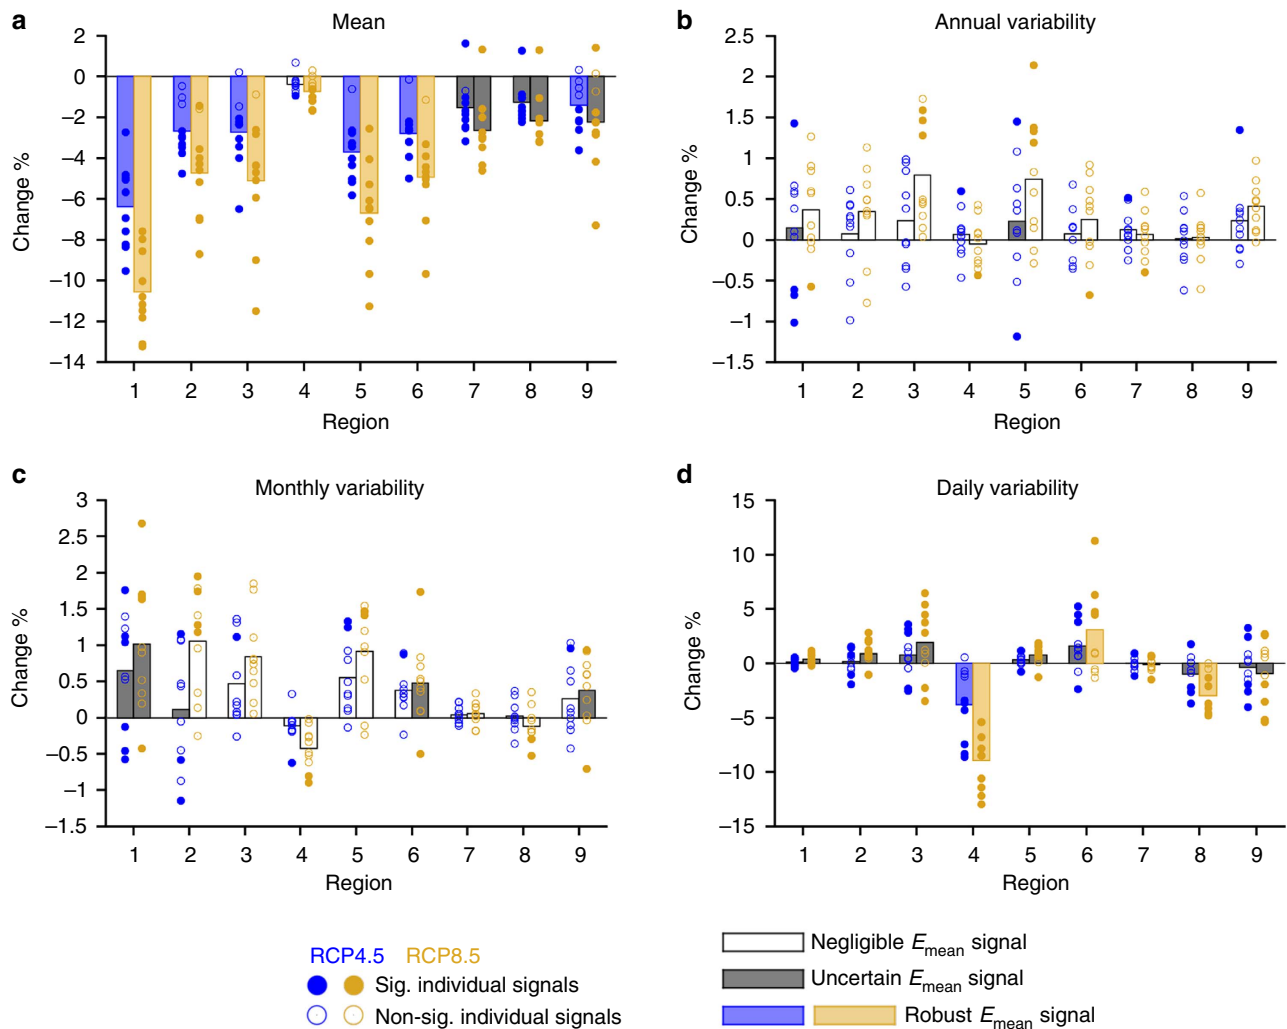 a Mean
2
0
−2
−4
−6
−8
−10
−12
−14
Change %
1 2 3 4 5 6 7 8 9
Region
b Annual variability
2.5
2
1.5
1
0.5
0
−0.5
−1
−1.5
Change %
1 2 3 4 5 6 7 8 9
Region
c Monthly variability
3
2.5
2
1.5
1
0.5
0
−0.5
−1
−1.5
Change %
1 2 3 4 5 6 7 8 9
Region
d Daily variability
15
10
5
0
−5
−10
−15
Change %
1 2 3 4 5 6 7 8 9
Region
RCP4.5 RCP8.5
Sig. individual signals
Non-sig. individual signals
Negligible Emean signal
Uncertain Emean signal
Robust Emean signal